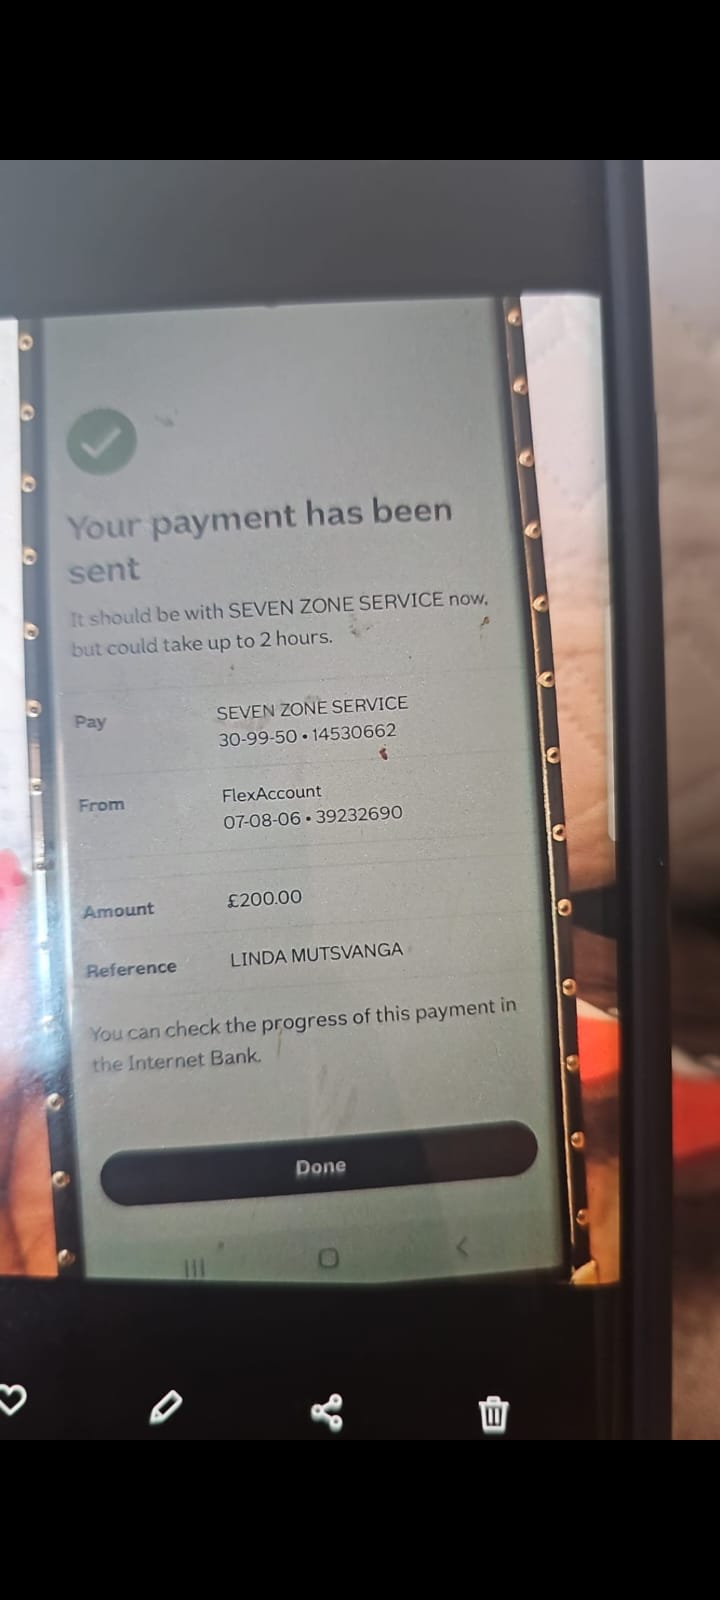 Your payment has been
sent
It should be with SEVEN ZONE SERVICE now,
but could take up to 2 hours.
Pay
SEVEN ZONE SERVICE
30-99-50 • 14530662
From
FlexAccount
07-08-06 • 39232690
Amount
£200.00
Reference
LINDA MUTSVANGA
You can check the progress of this payment in
the Internet Bank.
Done